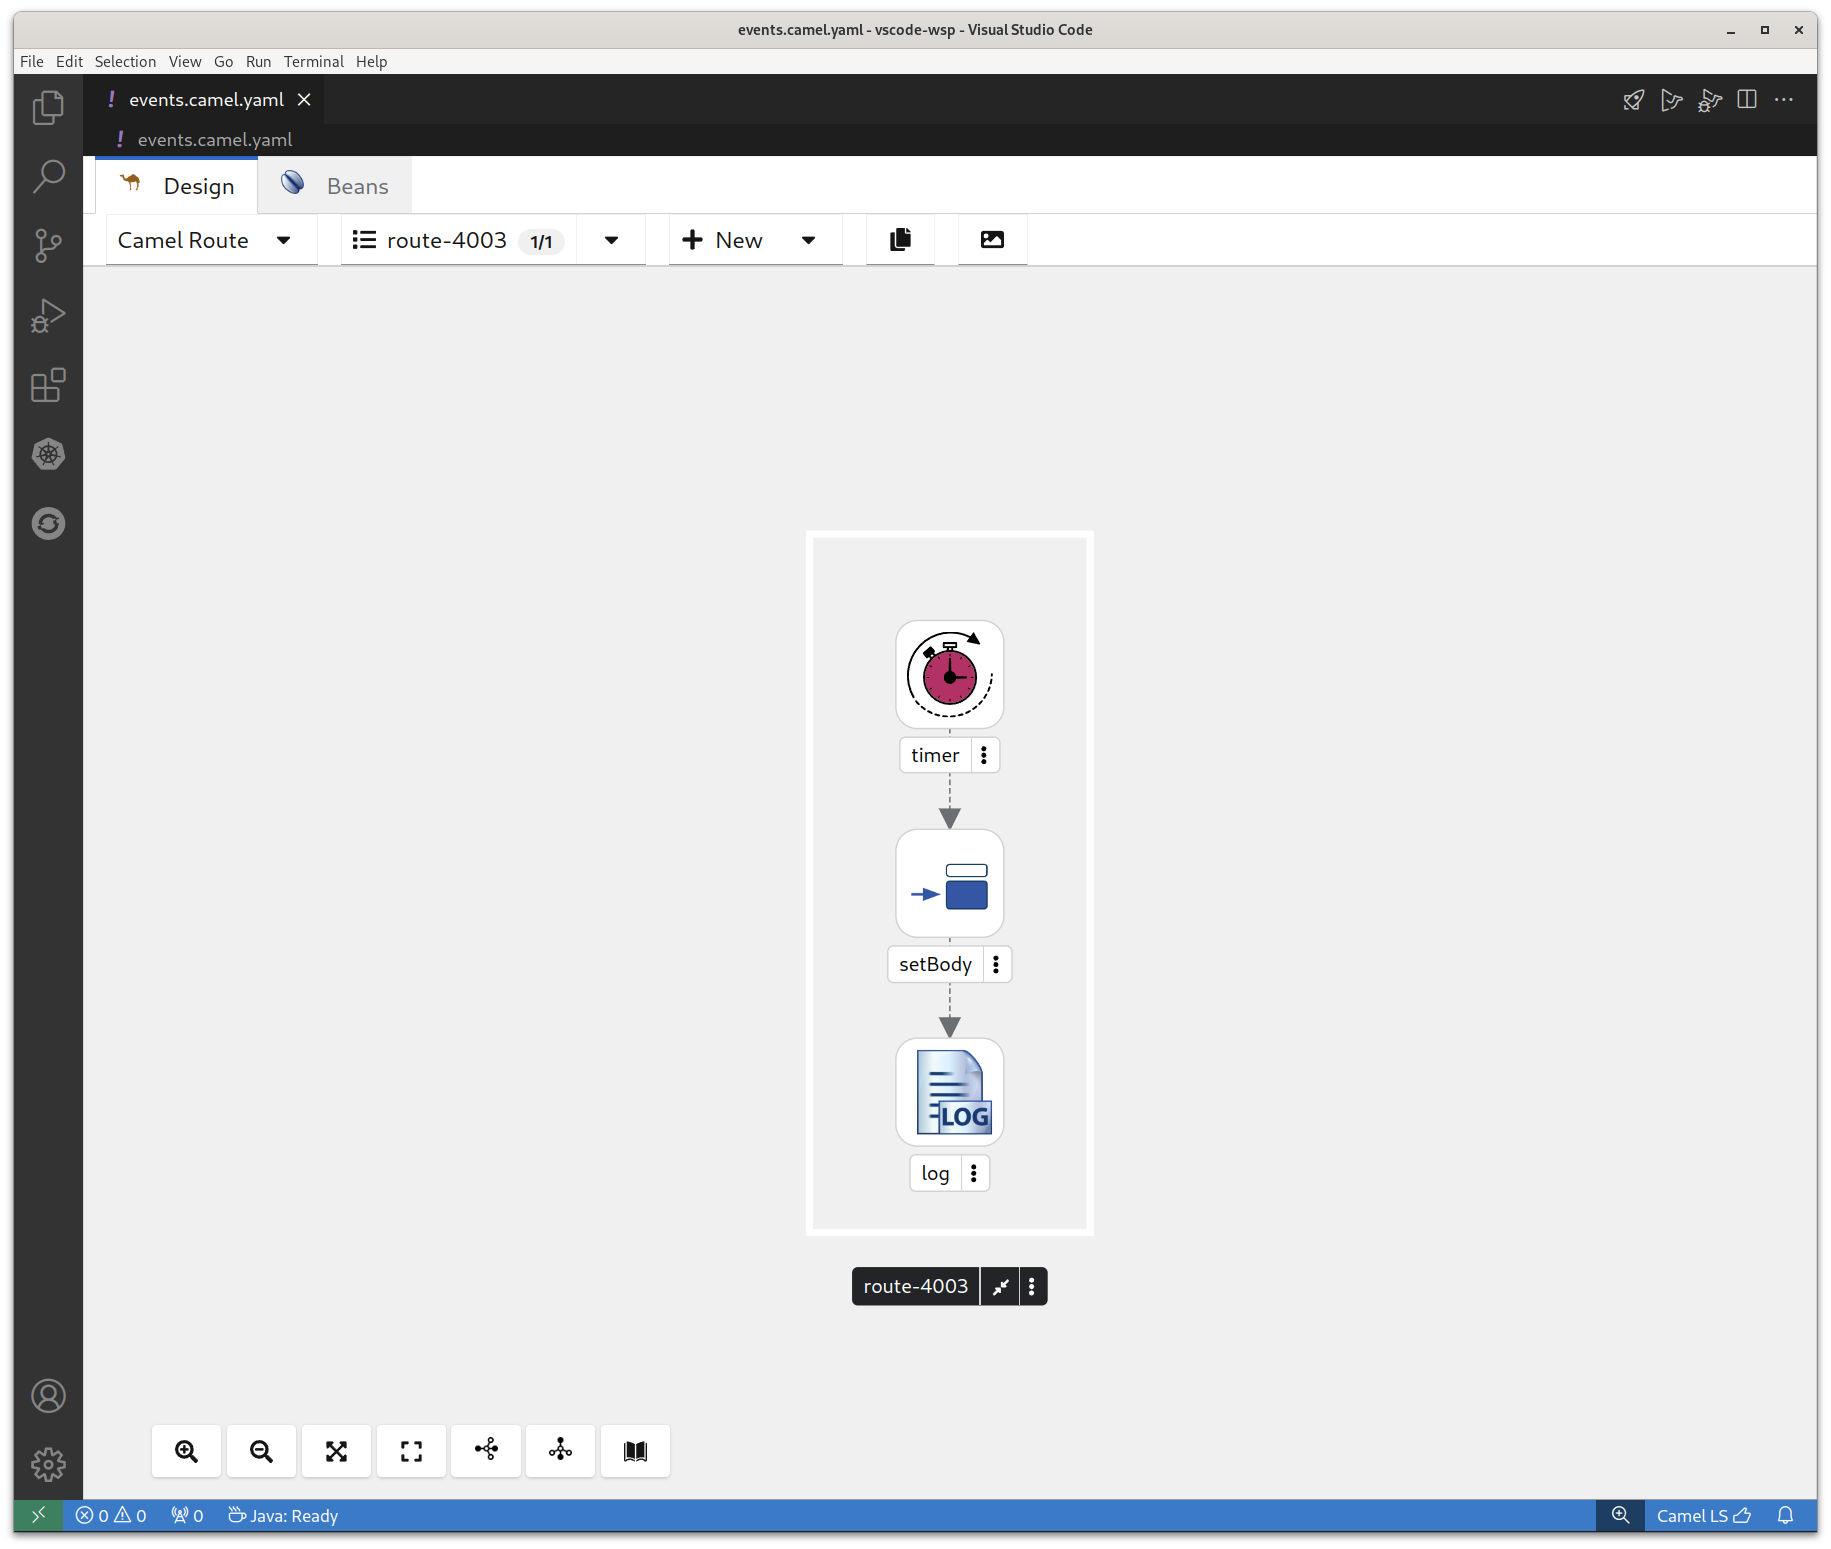 events.camel.yaml - vscode-wsp - Visual Studio Code
File Edit Selection View Go Run Terminal Help
! events.camel.yaml
! events.camel.yaml
Design Beans
Camel Route route-4003 1/1 New
timer
setBody
LOG
log
route-4003
0 0 0 Java: Ready Camel LS